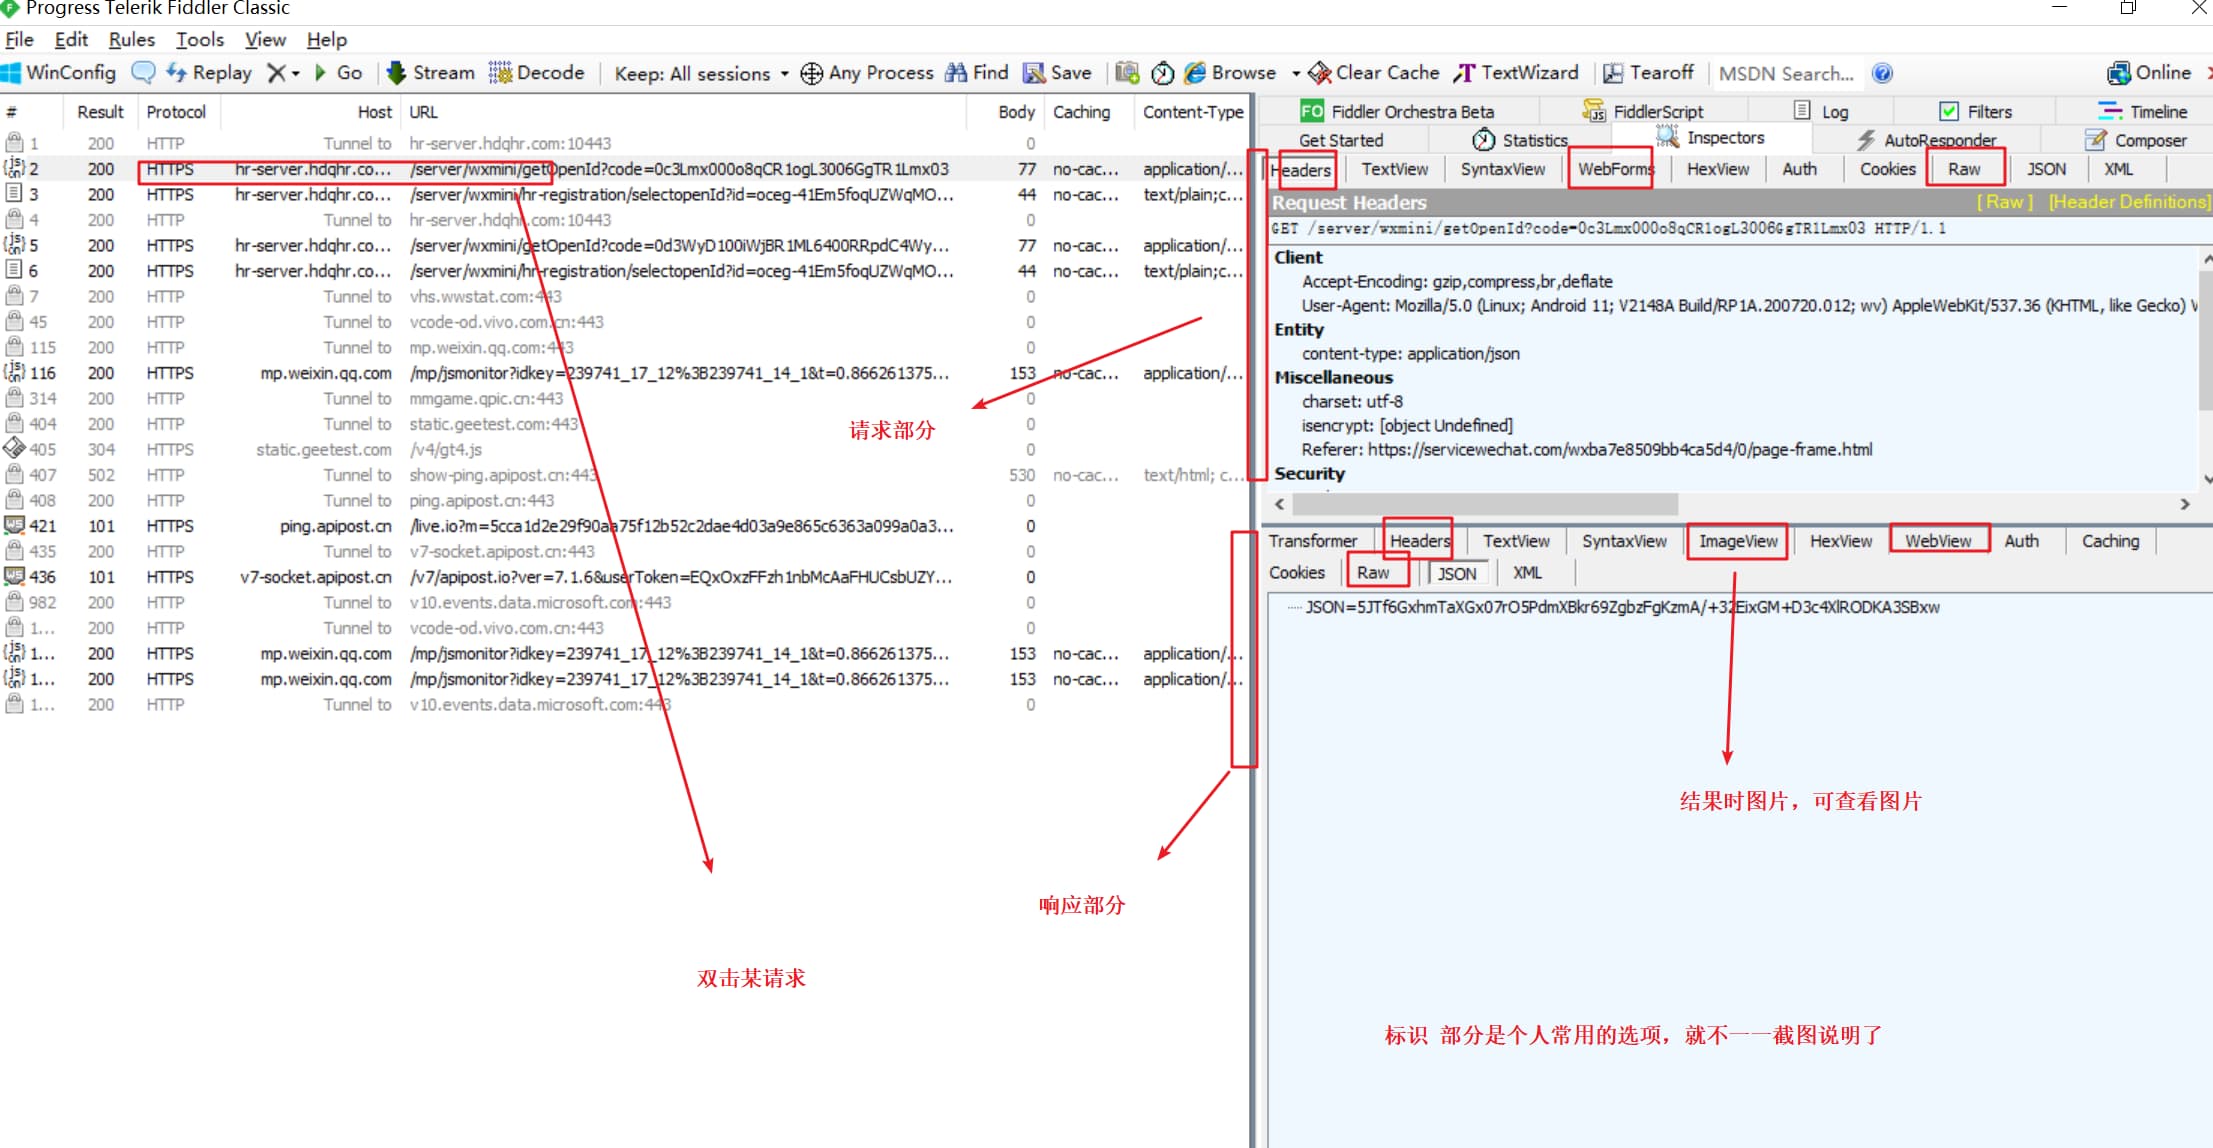 Progress Telerik Fiddler Classic
File Edit Rules Tools View Help
WinConfig Replay Go Stream Decode Keep: All sessions Any Process Find Save Browse Clear Cache TextWizard Tearoff MSDN Search... Online
# Result Protocol Host URL Body Caching Content-Type
1 200 HTTP Tunnel to hr-server.hdqhr.com:10443 0
2 200 HTTPS hr-server.hdqhr.co... /server/wxmini/getOpenId?code=0c3Lmx000o8qCR1ogL3006GgTR1Lmx03 77 no-cac... application/...
3 200 HTTPS hr-server.hdqhr.co... /server/wxmini/hr-registration/selectopenId?id=oceg-41Em5foqUZWqMO... 44 no-cac... text/plain;c...
4 200 HTTP Tunnel to hr-server.hdqhr.com:10443 0
5 200 HTTPS hr-server.hdqhr.co... /server/wxmini/getOpenId?code=0d3WyD100iWjBR1ML6400RRpdC4Wy... 77 no-cac... application/...
6 200 HTTPS hr-server.hdqhr.co... /server/wxmini/hr-registration/selectopenId?id=oceg-41Em5foqUZWqMO... 44 no-cac... text/plain;c...
7 200 HTTP Tunnel to vhs.wwstat.com:443 0
45 200 HTTP Tunnel to vcode-od.vivo.com.cn:443 0
115 200 HTTP Tunnel to mp.weixin.qq.com:443 0
116 200 HTTPS mp.weixin.qq.com /mp/jsmonitor?idkey=239741_17_12%3B239741_14_1&t=0.866261375... 153 no-cac... application/...
314 200 HTTP Tunnel to mmgame.qpic.cn:443 0
404 200 HTTP Tunnel to static.geetest.com:443 0
405 304 HTTPS static.geetest.com /v4/gt4.js 0
407 502 HTTP Tunnel to show-ping.apipost.cn:443 530 no-cac... text/html; c...
408 200 HTTP Tunnel to ping.apipost.cn:443 0
421 101 HTTPS ping.apipost.cn /live.io?m=5cca1d2e29f90aa75f12b52c2dae4d03a9e865c6363a099a0a3... 0
435 200 HTTP Tunnel to v7-socket.apipost.cn:443 0
436 101 HTTPS v7-socket.apipost.cn /v7/apipost.io?ver=7.1.6&userToken=EQxOxzFFzh1nbMcAaFHUCsbUZY... 0
982 200 HTTP Tunnel to v10.events.data.microsoft.com:443 0
1... 200 HTTP Tunnel to vcode-od.vivo.com.cn:443 0
1... 200 HTTPS mp.weixin.qq.com /mp/jsmonitor?idkey=239741_17_12%3B239741_14_1&t=0.866261375... 153 no-cac... application/...
1... 200 HTTPS mp.weixin.qq.com /mp/jsmonitor?idkey=239741_17_12%3B239741_14_1&t=0.866261375... 153 no-cac... application/...
1... 200 HTTP Tunnel to v10.events.data.microsoft.com:443 0
请求部分
响应部分
双击某请求
FO Fiddler Orchestra Beta FiddlerScript Log Filters Timeline
Get Started Statistics Inspectors AutoResponder Composer
Headers TextView SyntaxView WebForms HexView Auth Cookies Raw JSON XML
Request Headers [ Raw ] [Header Definitions]
GET /server/wxmini/getOpenId?code=0c3Lmx000o8qCR1ogL3006GgTR1Lmx03 HTTP/1.1
Client
Accept-Encoding: gzip,compress,br,deflate
User-Agent: Mozilla/5.0 (Linux; Android 11; V2148A Build/RP1A.200720.012; wv) AppleWebKit/537.36 (KHTML, like Gecko) V
Entity
content-type: application/json
Miscellaneous
charset: utf-8
isencrypt: [object Undefined]
Referer: https://servicewechat.com/wxba7e8509bb4ca5d4/0/page-frame.html
Security
Transformer Headers TextView SyntaxView ImageView HexView WebView Auth Caching
Cookies Raw JSON XML
JSON=5JTf6GxhmTaXGx07rO5PdmXBkr69ZgbzFgKzmA/+32EixGM+D3c4XlRODKA3SBxw
结果时图片，可查看图片
标识 部分是个人常用的选项，就不一一截图说明了